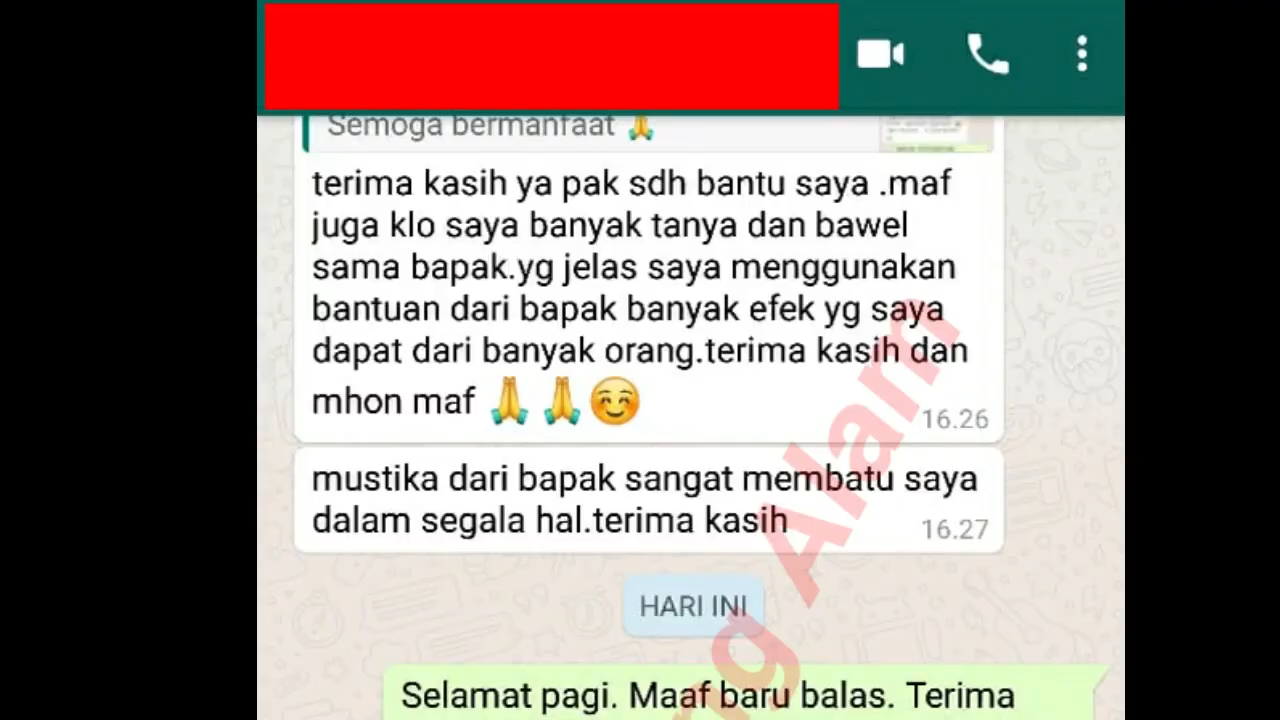 Semoga bermanfaat 🙏
terima kasih ya pak sdh bantu saya .maf
juga klo saya banyak tanya dan bawel
sama bapak.yg jelas saya menggunakan
bantuan dari bapak banyak efek yg saya
dapat dari banyak orang.terima kasih dan
mhon maf 🙏 🙏☺️
16.26
mustika dari bapak sangat membatu saya
dalam segala hal.terima kasih
16.27
HARI INI
Selamat pagi. Maaf baru balas. Terima
ng Alam